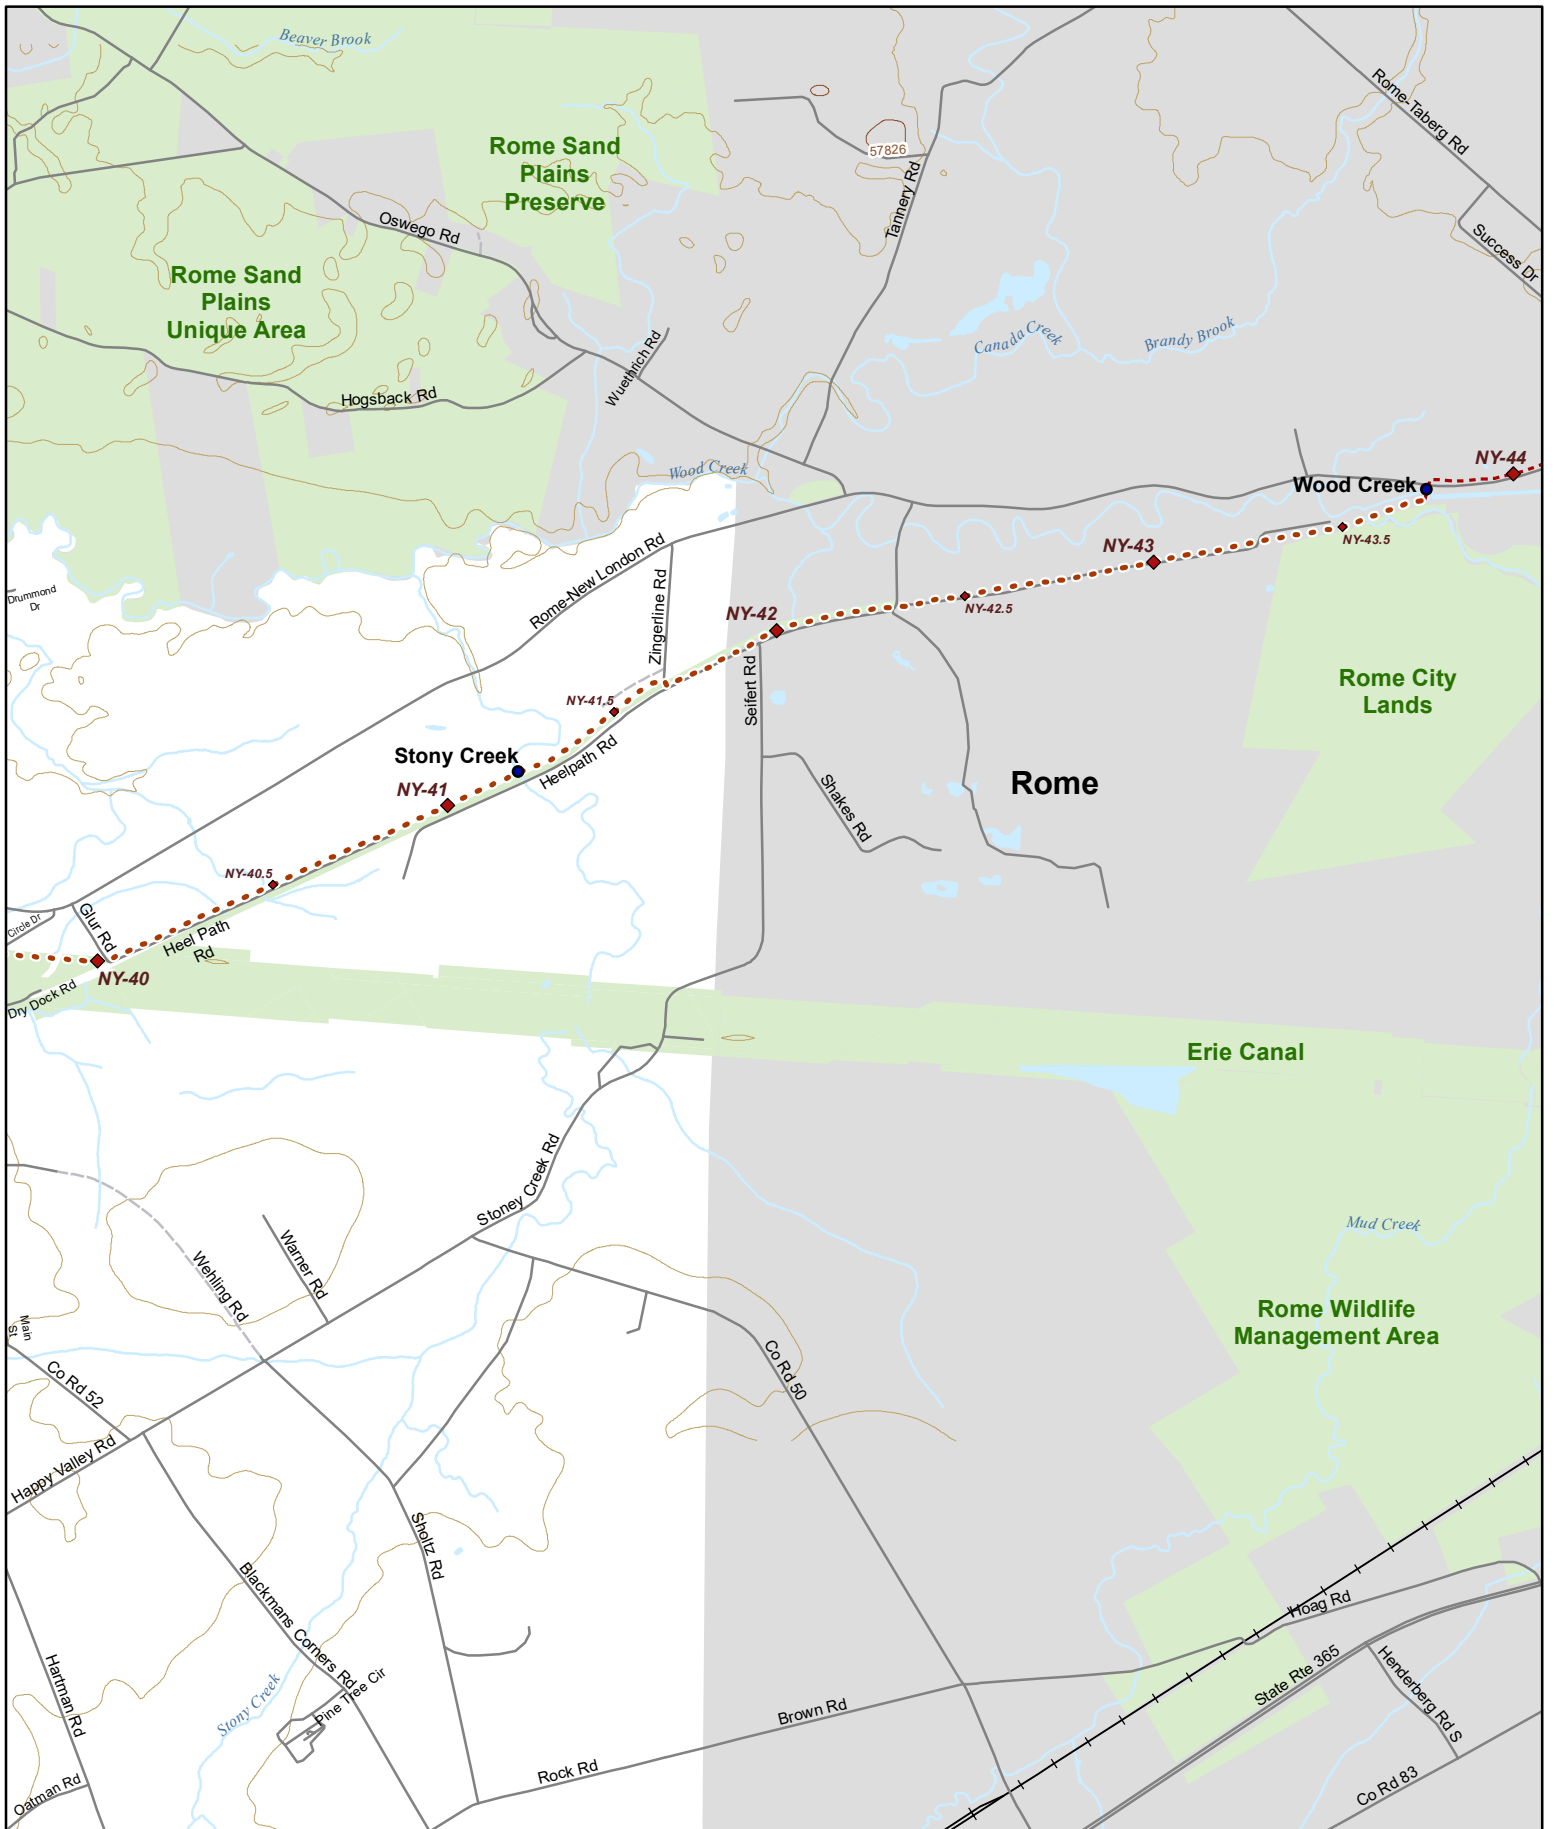 Beaver Brook
Rome-Taberg Rd
Rome Sand
Plains
Preserve
57826
Tannery Rd
Oswego Rd
Success Dr
Rome Sand
Plains
Unique Area
Canada Creek
Brandy Brook
Wuethrich Rd
Hogsback Rd
Wood Creek
NY-44
Wood Creek
NY-43
NY-43.5
Rome-New London Rd
Zingerline Rd
Drummond
Dr
NY-42
NY-42.5
Seifert Rd
Rome City
Lands
NY-41.5
Stony Creek
Heelpath Rd
NY-41
Rome
Shakes Rd
NY-40.5
Glur Rd
Circle Dr
Heel Path
Rd
NY-40
Dry Dock Rd
Erie Canal
Stoney Creek Rd
Mud Creek
Warner Rd
Wehling Rd
Main
St
Rome Wildlife
Management Area
Co Rd 52
Co Rd 50
Happy Valley Rd
Sholtz Rd
Blackmans Corners Rd
Hoag Rd
State Rte 365
Henderberg Rd S
Hartman Rd
Stony Creek
Pine Tree Cir
Brown Rd
Rock Rd
Oatman Rd
Co Rd 83